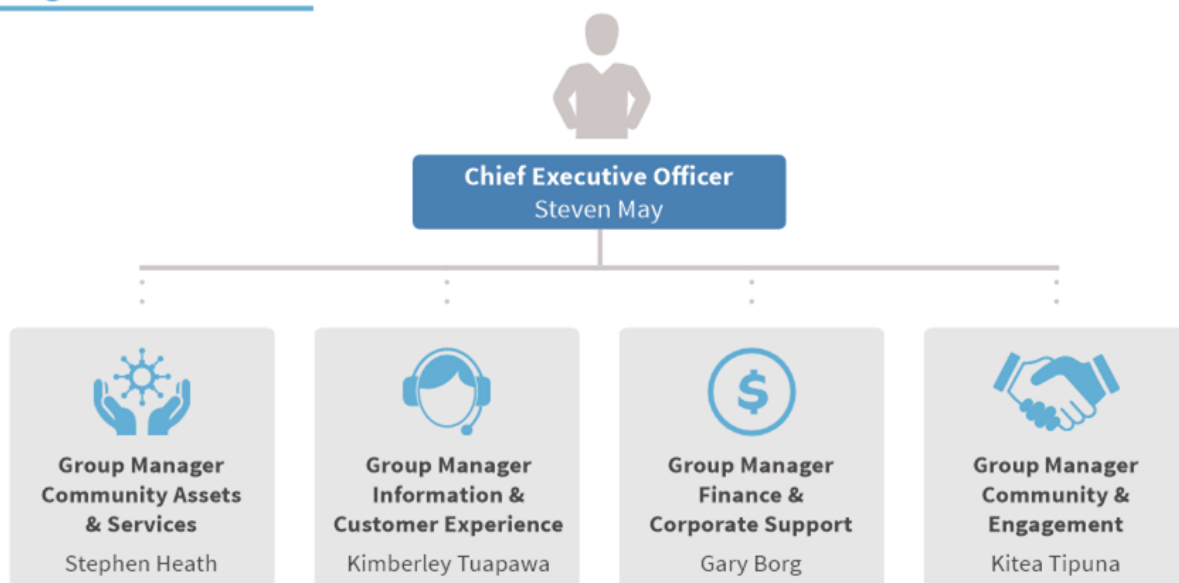 Chief Executive Officer
Steven May
Group Manager
Community Assets
& Services
Stephen Heath
Group Manager
Information &
Customer Experience
Kimberley Tuapawa
$
Group Manager
Finance &
Corporate Support
Gary Borg
Group Manager
Community &
Engagement
Kitea Tipuna